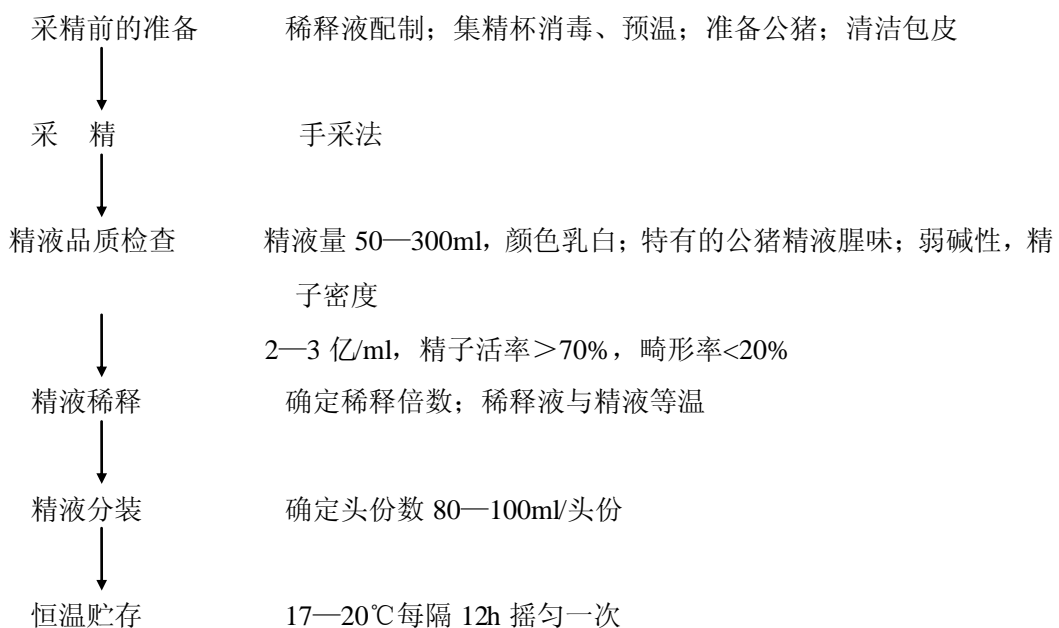 采精前的准备 稀释液配制；集精杯消毒、预温；准备公猪；清洁包皮
采 精 手采法
精液品质检查 精液量 50—300ml，颜色乳白；特有的公猪精液腥味；弱碱性，精
子密度
2—3 亿/ml，精子活率＞70%，畸形率<20%
精液稀释 确定稀释倍数；稀释液与精液等温
精液分装 确定头份数 80—100ml/头份
恒温贮存 17—20℃每隔 12h 摇匀一次